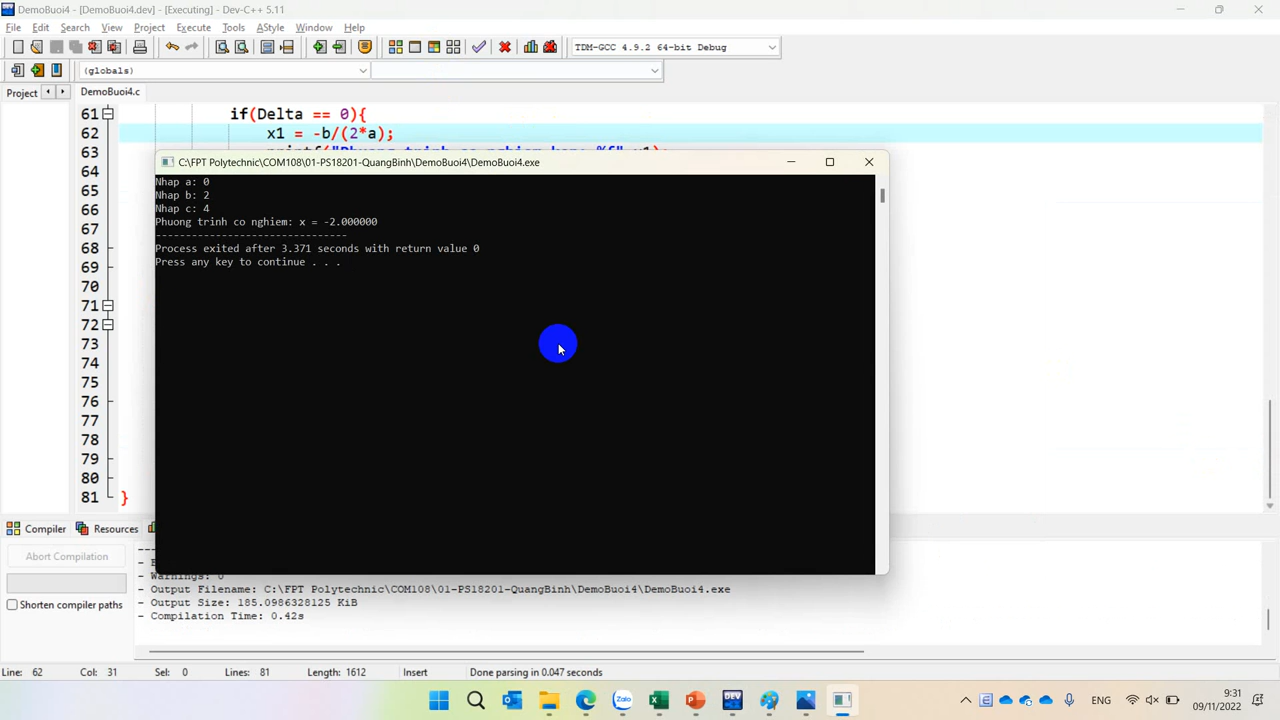 DemoBuoi4 - [DemoBuoi4.dev] - [Executing] - Dev-C++ 5.11
File Edit Search View Project Execute Tools AStyle Window Help
TDM-GCC 4.9.2 64-bit Debug
(globals)
Project
DemoBuoi4.c
61 if(Delta == 0){
62 x1 = -b/(2*a);
63
C:\FPT Polytechnic\COM108\01-PS18201-QuangBinh\DemoBuoi4\DemoBuoi4.exe
64
Nhap a: 0
65
Nhap b: 2
66
Nhap c: 4
67
Phuong trinh co nghiem: x = -2.000000
--------------------------------
68
Process exited after 3.371 seconds with return value 0
69
Press any key to continue . . .
70
71
72
73
74
75
76
77
78
79
80
81 }
Compiler Resources
Abort Compilation
- Warnings: 0
- Output Filename: C:\FPT Polytechnic\COM108\01-PS18201-QuangBinh\DemoBuoi4\DemoBuoi4.exe
Shorten compiler paths
- Output Size: 185.0986328125 KiB
- Compilation Time: 0.42s
Line: 62 Col: 31 Sel: 0 Lines: 81 Length: 1612 Insert Done parsing in 0.047 seconds
Zalo
DEV
ENG
9:31
09/11/2022